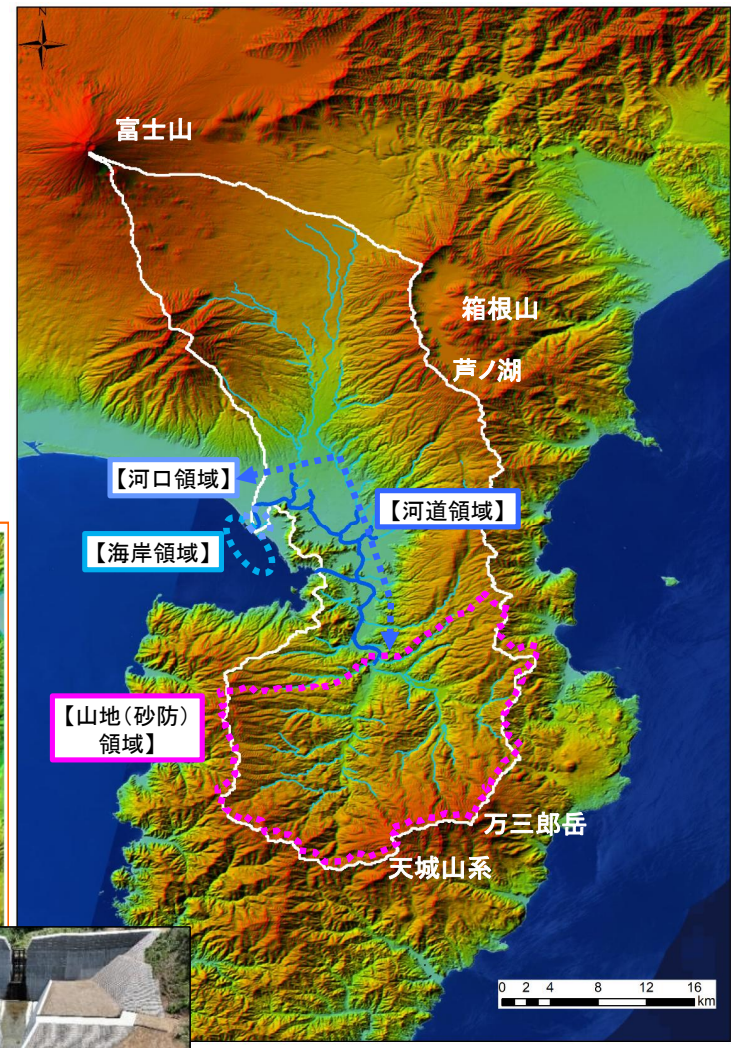 N
富士山
箱根山
芦ノ湖
【河口領域】
【河道領域】
【海岸領域】
【山地(砂防)
領域】
万三郎岳
天城山系
0 2 4 8 12 16
km